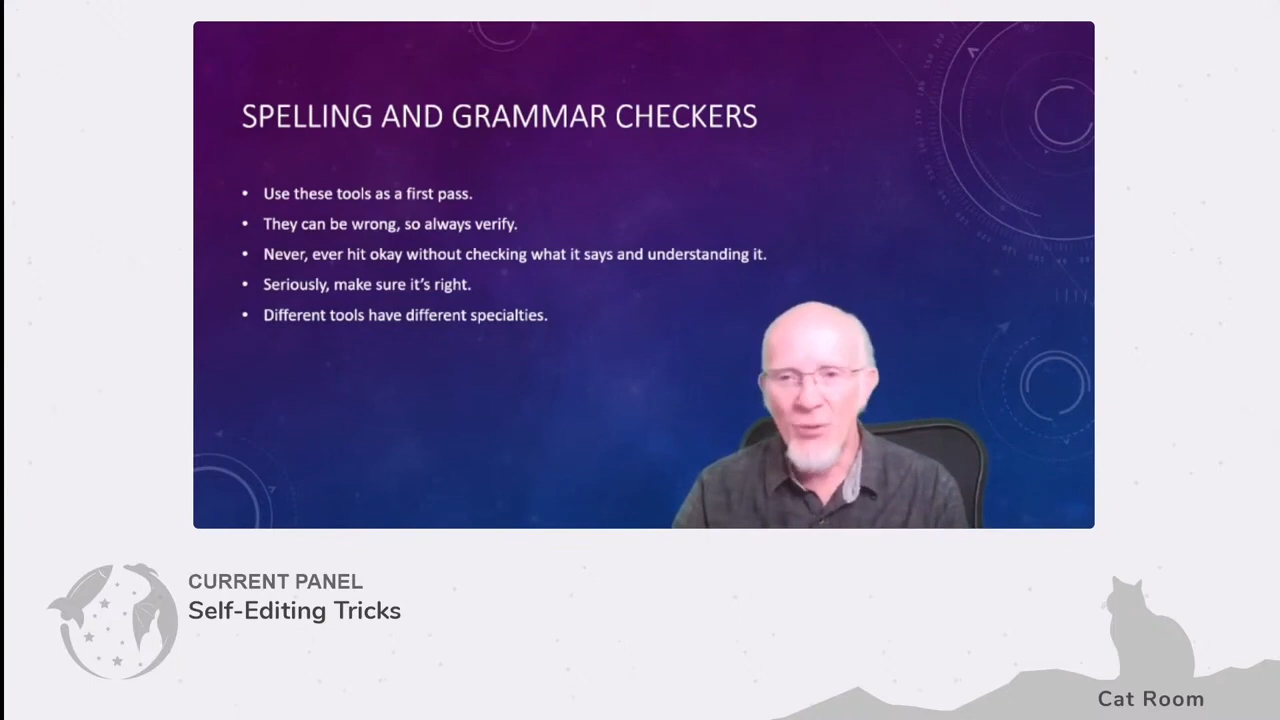 SPELLING AND GRAMMAR CHECKERS
• Use these tools as a first pass.
• They can be wrong, so always verify.
• Never, ever hit okay without checking what it says and understanding it.
• Seriously, make sure it's right.
• Different tools have different specialties.
CURRENT PANEL
Self-Editing Tricks
Cat Room